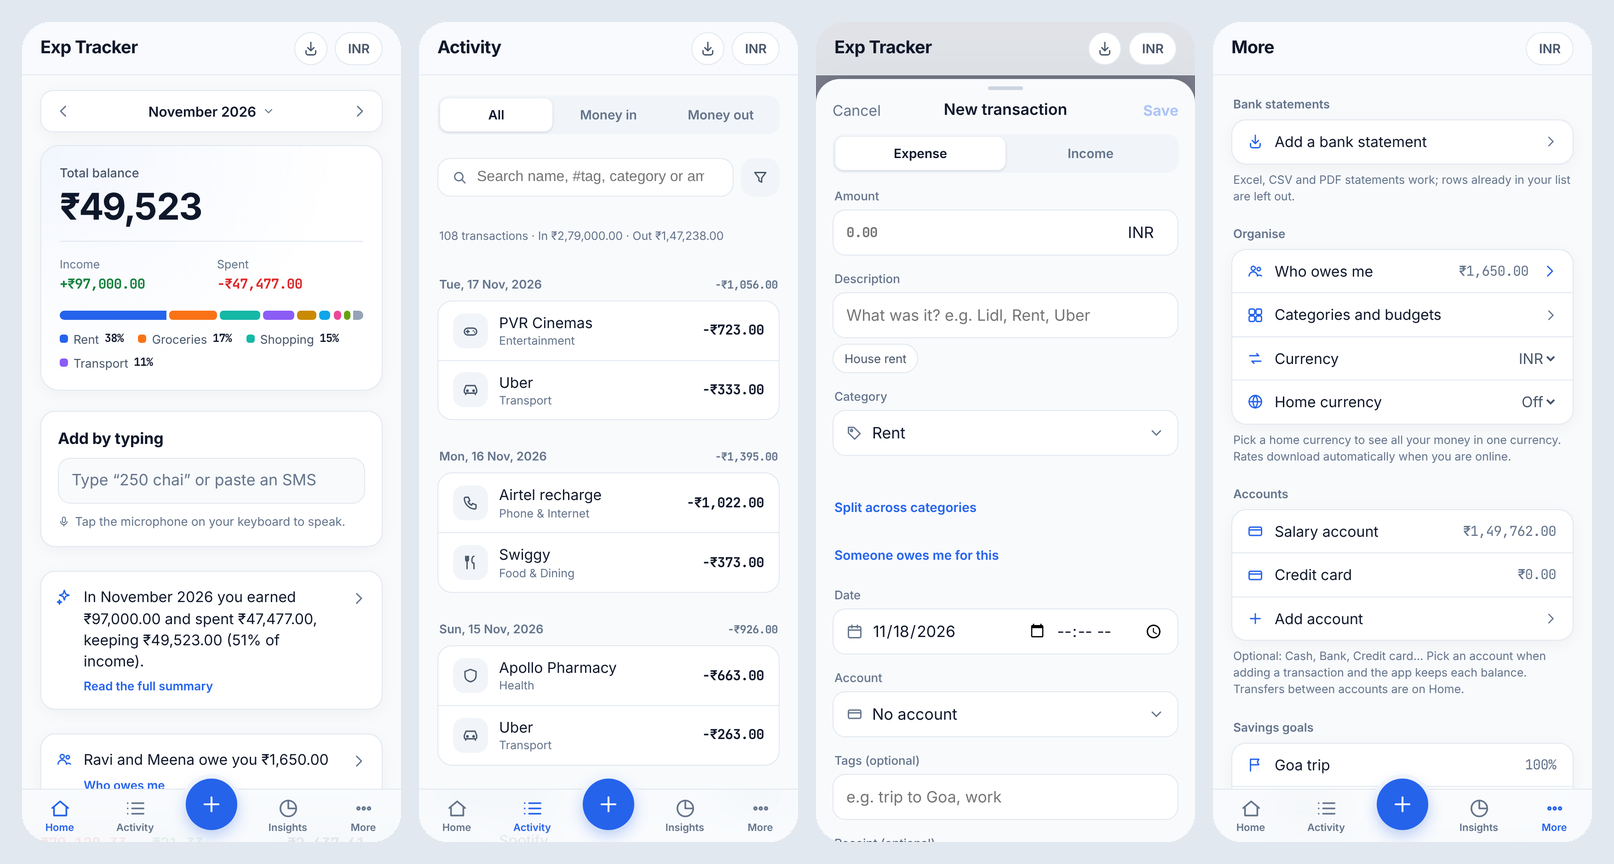 Exp Tracker
INR
November 2026
Total balance
₹49,523
Income
Spent
+₹97,000.00
-₹47,477.00
Rent 38%
Groceries 17%
Shopping 15%
Transport 11%
Add by typing
Type “250 chai” or paste an SMS
Tap the microphone on your keyboard to speak.
In November 2026 you earned
₹97,000.00 and spent ₹47,477.00,
keeping ₹49,523.00 (51% of
income).
Read the full summary
Ravi and Meena owe you ₹1,650.00
Who owes me
Home
Activity
Insights
More
Activity
INR
All
Money in
Money out
Search name, #tag, category or am
108 transactions · In ₹2,79,000.00 · Out ₹1,47,238.00
Tue, 17 Nov, 2026
-₹1,056.00
PVR Cinemas
Entertainment
-₹723.00
Uber
Transport
-₹333.00
Mon, 16 Nov, 2026
-₹1,395.00
Airtel recharge
Phone & Internet
-₹1,022.00
Swiggy
Food & Dining
-₹373.00
Sun, 15 Nov, 2026
-₹926.00
Apollo Pharmacy
Health
-₹663.00
Uber
Transport
-₹263.00
Spotify
Home
Activity
Insights
More
Exp Tracker
INR
Cancel
New transaction
Save
Expense
Income
Amount
0.00
INR
Description
What was it? e.g. Lidl, Rent, Uber
House rent
Category
Rent
Split across categories
Someone owes me for this
Date
11/18/2026
--:-- --
Account
No account
Tags (optional)
e.g. trip to Goa, work
Receipt (optional)
More
INR
Bank statements
Add a bank statement
Excel, CSV and PDF statements work; rows already in your list
are left out.
Organise
Who owes me
₹1,650.00
Categories and budgets
Currency
INR
Home currency
Off
Pick a home currency to see all your money in one currency.
Rates download automatically when you are online.
Accounts
Salary account
₹1,49,762.00
Credit card
₹0.00
Add account
Optional: Cash, Bank, Credit card... Pick an account when
adding a transaction and the app keeps each balance.
Transfers between accounts are on Home.
Savings goals
Goa trip
100%
Home
Activity
Insights
More